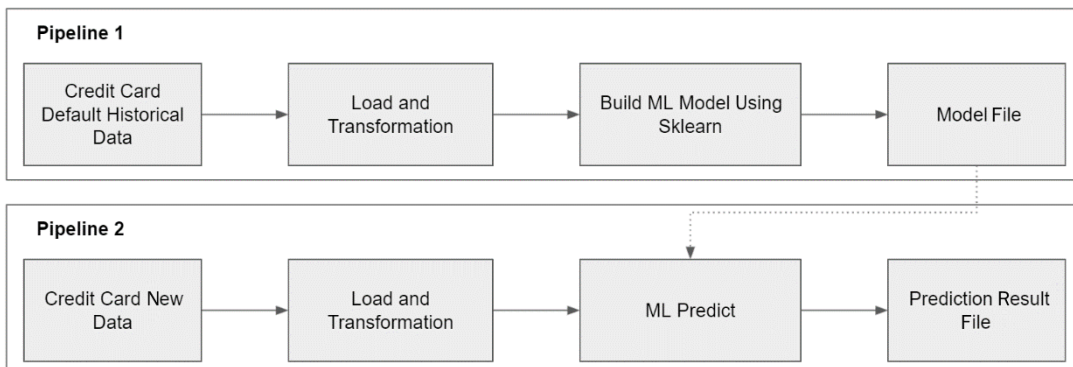 Pipeline 1
Credit Card
Default Historical
Data
Load and
Transformation
Build ML Model Using
Sklearn
Model File
Pipeline 2
Credit Card New
Data
Load and
Transformation
ML Predict
Prediction Result
File